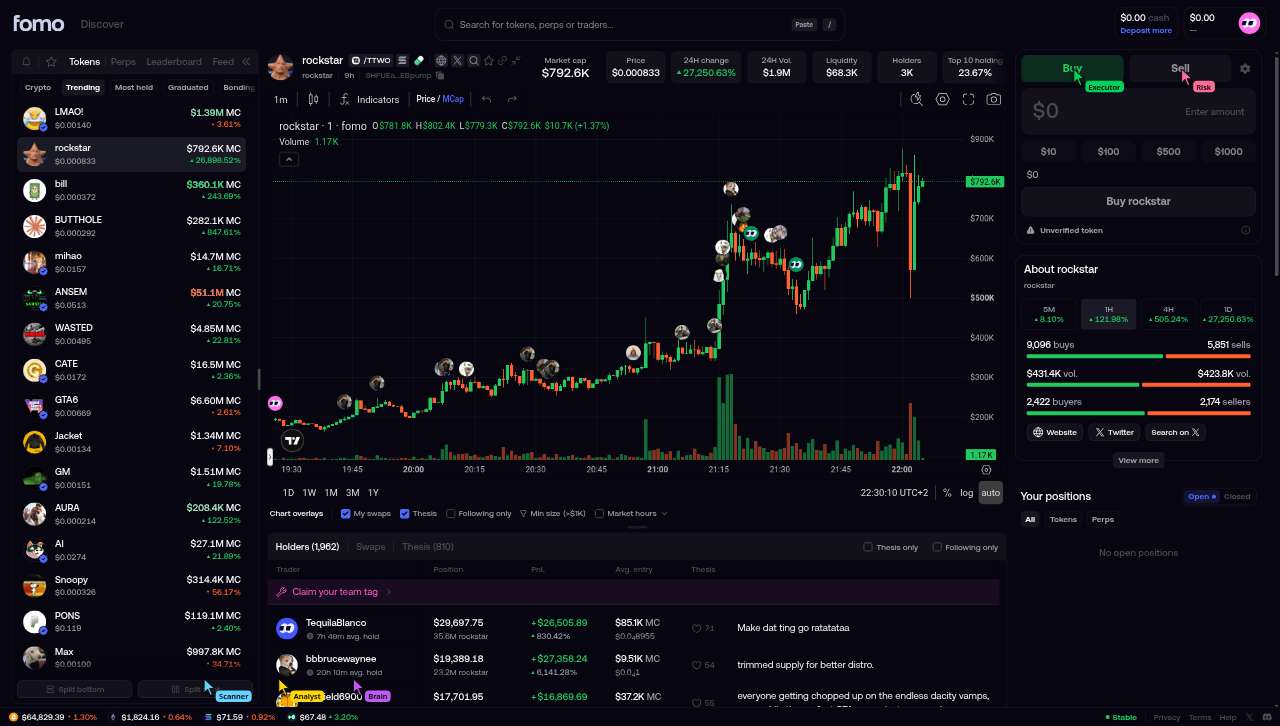 fomo Discover
Search for tokens, perps or traders... Paste /
$0.00 cash
Deposit more
$0.00
—
Tokens Perps Leaderboard Feed
Crypto Trending Most held Graduated Bonding
LMAO! $1.39M MC
$0.00140 3.61%
rockstar $792.6K MC
$0.000833 26,898.52%
bill $360.1K MC
$0.000372 243.69%
BUTTHOLE $282.1K MC
$0.000292 847.61%
mihao $14.7M MC
$0.0157 16.71%
ANSEM $51.1M MC
$0.0513 20.75%
WASTED $4.85M MC
$0.00495 22.81%
CATE $16.5M MC
$0.0172 2.36%
GTA6 $6.60M MC
$0.00669 2.61%
Jacket $1.34M MC
$0.00134 7.10%
GM $1.51M MC
$0.00151 19.78%
AURA $208.4K MC
$0.000214 122.52%
AI $27.1M MC
$0.0274 21.89%
Snoopy $314.4K MC
$0.000326 56.17%
PONS $119.1M MC
$0.119 2.40%
Max $997.8K MC
$0.00100 34.71%
Split bottom Split
Scanner
rockstar /TTWO
rockstar 9h 9HFUEa...EBpump
Market cap
$792.6K
Price
$0.000833
24H change
27,250.63%
24H Vol.
$1.9M
Liquidity
$68.3K
Holders
3K
Top 10 holding
23.67%
1m Indicators Price / MCap
rockstar · 1 · fomo O$781.8K H$802.4K L$779.3K C$792.6K $10.7K (+1.37%)
Volume 1.17K
$900K
$792.6K
$700K
$600K
$500K
$400K
$300K
$200K
1.17K
19:30 19:45 20:00 20:15 20:30 20:45 21:00 21:15 21:30 21:45 22:00
1D 1W 1M 3M 1Y 22:30:10 UTC+2 % log auto
Chart overlays My swaps Thesis Following only Min size (>$1K) Market hours
Holders (1,962) Swaps Thesis (810) Thesis only Following only
Trader Position PnL Avg. entry Thesis
Claim your team tag
TequilaBlanco $29,697.75 +$26,505.89 $85.1K MC 71 Make dat ting go ratatataa
7h 49m avg. hold 35.6M rockstar 830.42% $0.0₄8955
bbbrucewaynee $19,389.18 +$27,358.24 $9.51K MC 54 trimmed supply for better distro.
20h 10m avg. hold 23.2M rockstar 6,141.28% $0.0₄1
$17,701.95 +$16,869.69 $37.2K MC 55 everyone getting chopped up on the endless dacity vamps,
Analyst Brain
Buy Sell
Executor Risk
$0 Enter amount
$10 $100 $500 $1000
$0
Buy rockstar
Unverified token
About rockstar
rockstar
5M 1H 4H 1D
8.10% 121.98% 505.24% 27,250.63%
9,096 buys 5,851 sells
$431.4K vol. $423.8K vol.
2,422 buyers 2,174 sellers
Website Twitter Search on X
View more
Your positions Open Closed
All Tokens Perps
No open positions
$64,829.39 1.30% $1,824.16 0.64% $71.59 0.92% $67.48 3.20% Stable Privacy Terms Help